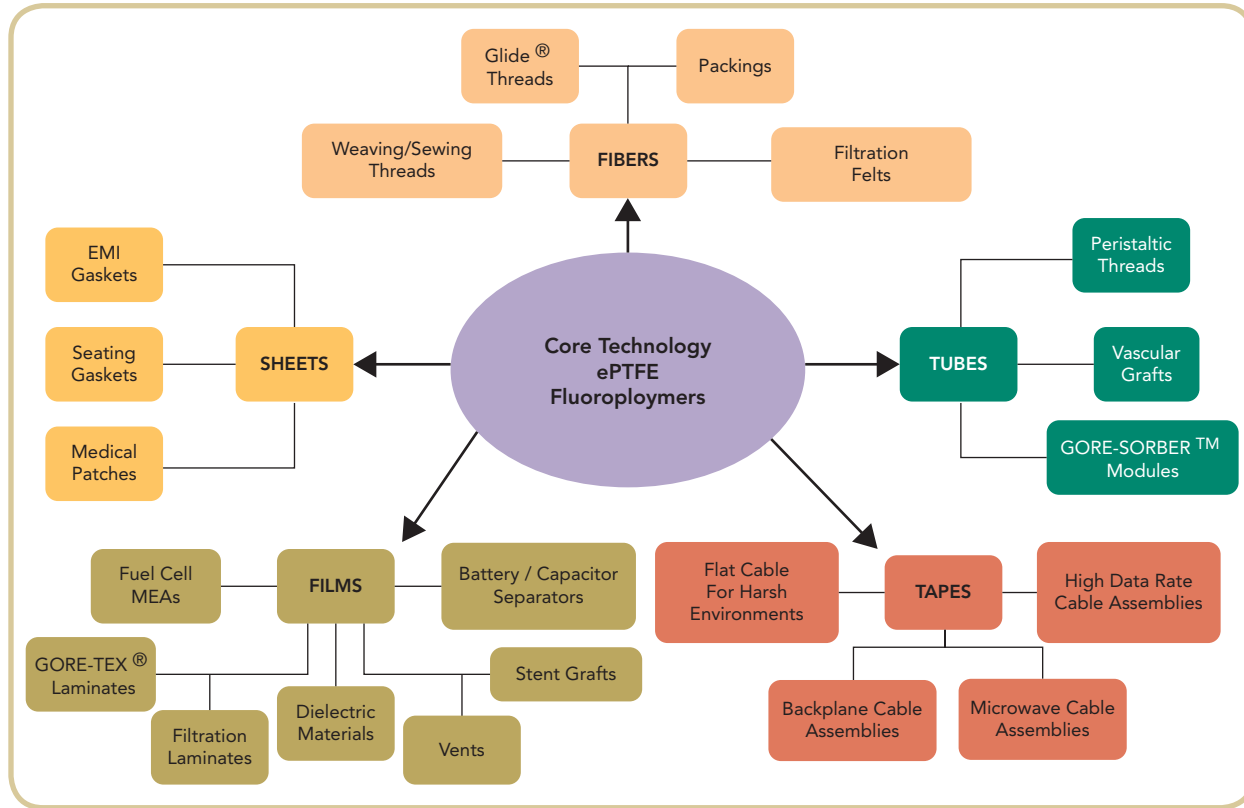 Glide ®
Threads
Packings
Weaving/Sewing
Threads
FIBERS
Filtration
Felts
EMI
Gaskets
Seating
Gaskets
Medical
Patches
SHEETS
Core Technology
ePTFE
Fluoroploymers
Peristaltic
Threads
TUBES
Vascular
Grafts
GORE-SORBER TM
Modules
Fuel Cell
MEAs
FILMS
Battery / Capacitor
Separators
GORE-TEX ®
Laminates
Filtration
Laminates
Dielectric
Materials
Vents
Stent Grafts
Flat Cable
For Harsh
Environments
TAPES
High Data Rate
Cable Assemblies
Backplane Cable
Assemblies
Microwave Cable
Assemblies